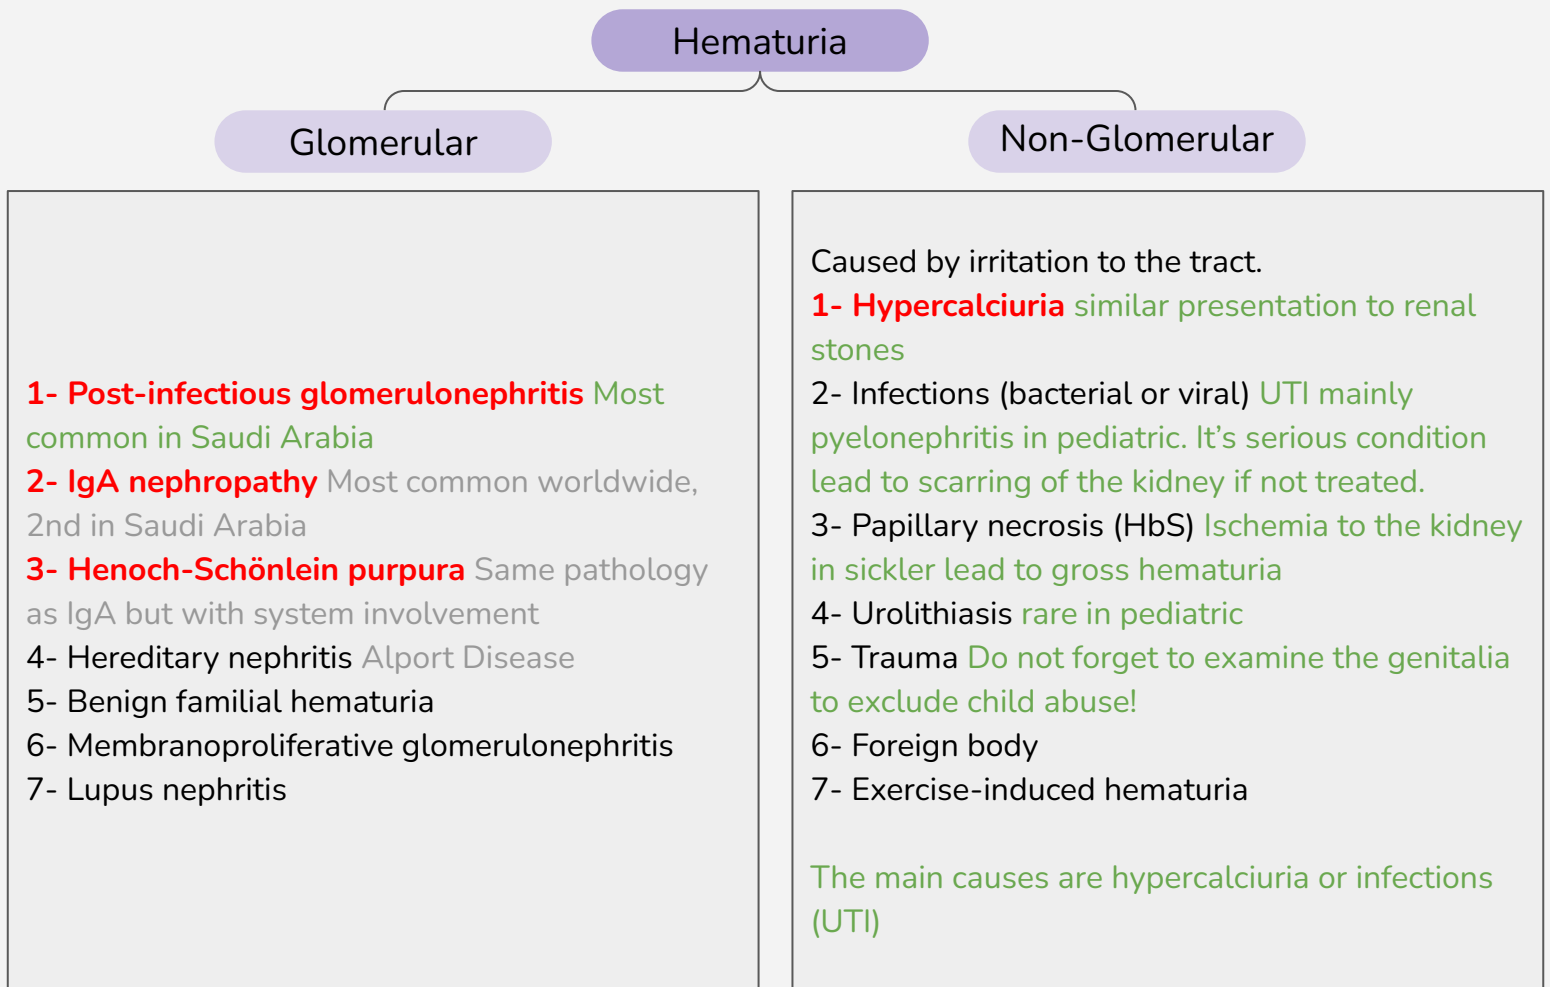 Hematuria
Glomerular
Non-Glomerular
1- Post-infectious glomerulonephritis Most
common in Saudi Arabia
2- IgA nephropathy Most common worldwide,
2nd in Saudi Arabia
3- Henoch-Schönlein purpura Same pathology
as IgA but with system involvement
4- Hereditary nephritis Alport Disease
5- Benign familial hematuria
6- Membranoproliferative glomerulonephritis
7- Lupus nephritis
Caused by irritation to the tract.
1- Hypercalciuria similar presentation to renal
stones
2- Infections (bacterial or viral) UTI mainly
pyelonephritis in pediatric. It’s serious condition
lead to scarring of the kidney if not treated.
3- Papillary necrosis (HbS) Ischemia to the kidney
in sickler lead to gross hematuria
4- Urolithiasis rare in pediatric
5- Trauma Do not forget to examine the genitalia
to exclude child abuse!
6- Foreign body
7- Exercise-induced hematuria
The main causes are hypercalciuria or infections
(UTI)